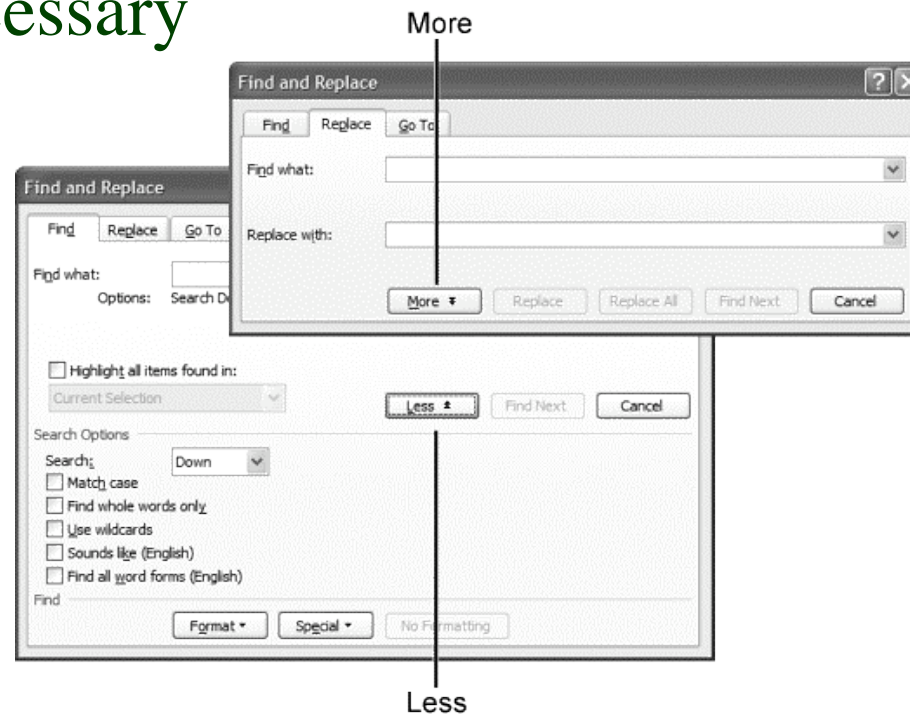 essary
More
Find and Replace
?
Find Replace Go To
Find what:
Replace with:
More Replace Replace All Find Next Cancel
Find and Replace
Find Replace Go To
Find what:
Options: Search D
Highlight all items found in:
Current Selection
Less Find Next Cancel
Search Options
Search: Down
Match case
Find whole words only
Use wildcards
Sounds like (English)
Find all word forms (English)
Find
Format Special No Formatting
Less